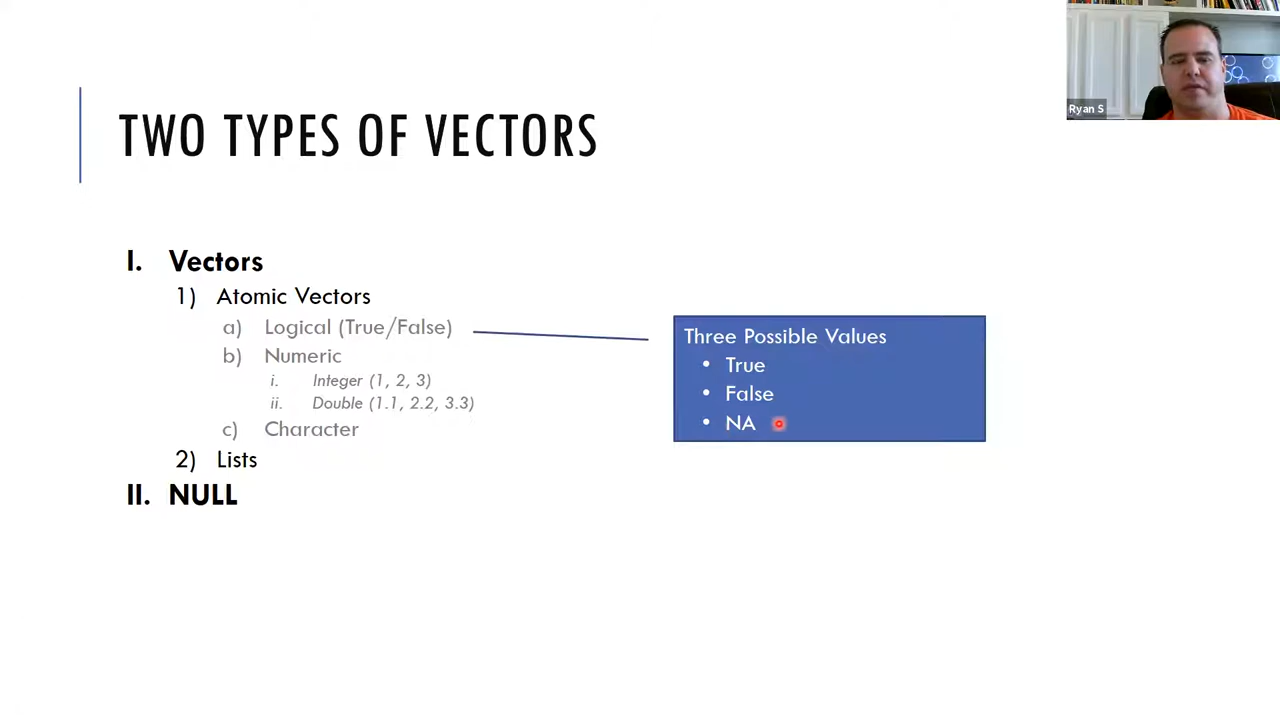 Ryan S
TWO TYPES OF VECTORS
I. Vectors
1) Atomic Vectors
a) Logical (True/False)
b) Numeric
i. Integer (1, 2, 3)
ii. Double (1.1, 2.2, 3.3)
c) Character
2) Lists
II. NULL
Three Possible Values
• True
• False
• NA